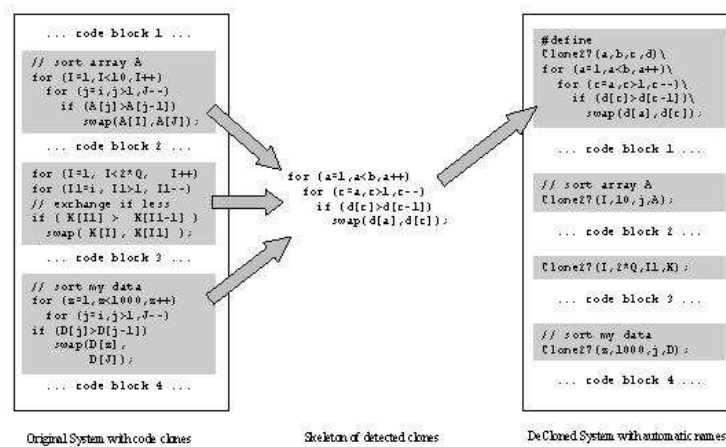 ... code block 1 ...
// sort array A
for (I=1,I<10,I++)
for (j=i,j>1,J--)
if (A[j]>A[j-1])
swap(A[I],A[J]);
... code block 2 ...
for (I=1, I<2*Q, I++)
for (I1=i, I1>1, I1--)
// exchange if less
if ( K[I1] > K[I1-1] )
swap( K[I], K[I1] );
... code block 3 ...
// sort my data
for (z=1,z<1000,z++)
for (j=i,j>1,J--)
if (D[j]>D[j-1])
swap(D[z],
D[J]);
... code block 4 ...
Original System with code clones
for (a=1,a<b,a++)
for (c=a,c>1,c--)
if (d[c]>d[c-1])
swap(d[a],d[c]);
Skeleton of detected clones
#define
Clone27(a,b,c,d)\
for (a=1,a<b,a++)\
for (c=a,c>1,c--)\
if (d[c]>d[c-1])\
swap(d[a],d[c]);
... code block 1 ...
// sort array A
Clone27(I,10,j,A);
... code block 2 ...
Clone27(I,2*Q,I1,K);
... code block 3 ...
// sort my data
Clone27(z,1000,j,D);
... code block 4 ...
DeCloned System with automatic names